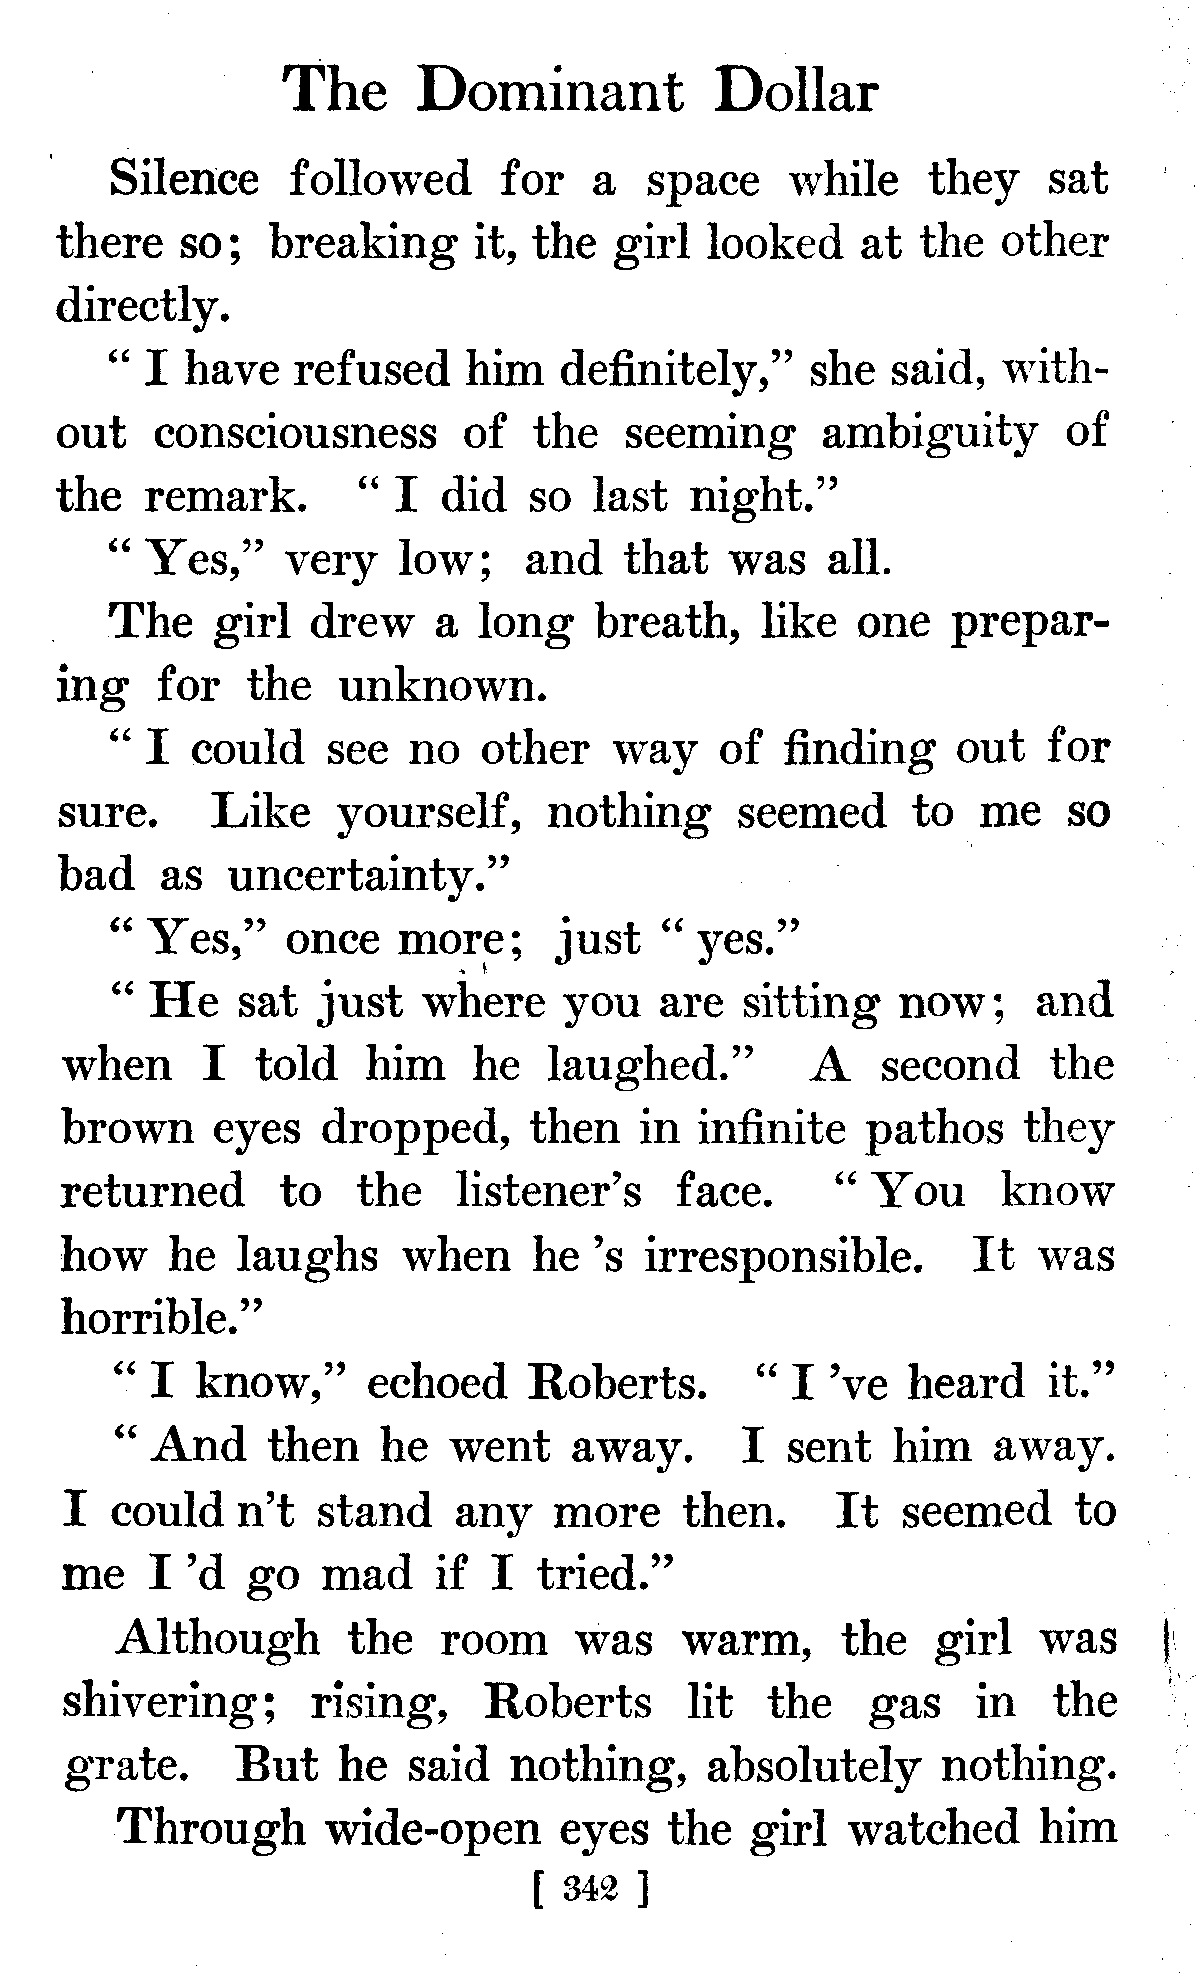 The Dominant Dollar
Silence followed for a space while they sat
there so; breaking it, the girl looked at the other
directly.
“ I have refused him definitely,” she said, with-
out consciousness of the seeming ambiguity of
the remark. “ I did so last night.”
“ Yes,” very low; and that was all.
The girl drew a long breath, like one prepar-
ing for the unknown.
“ I could see no other way of finding out for
sure. Like yourself, nothing seemed to me so
bad as uncertainty.”
“ Yes,” once more; just “ yes.”
“ He sat just where you are sitting now; and
when I told him he laughed.” A second the
brown eyes dropped, then in infinite pathos they
returned to the listener’s face. “ You know
how he laughs when he ’s irresponsible. It was
horrible.”
“ I know,” echoed Roberts. “ I ’ve heard it.”
“ And then he went away. I sent him away.
I could n’t stand any more then. It seemed to
me I ’d go mad if I tried.”
Although the room was warm, the girl was
shivering; rising, Roberts lit the gas in the
grate. But he said nothing, absolutely nothing.
Through wide-open eyes the girl watched him
[ 342 ]